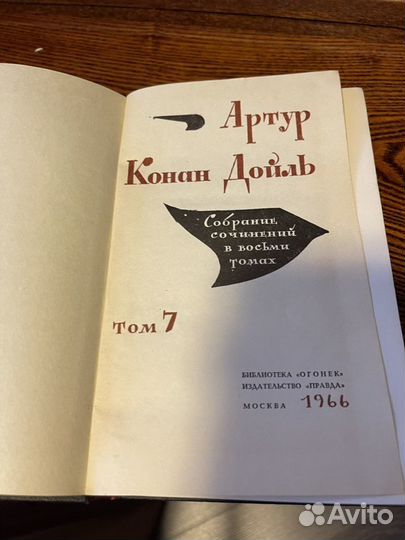 Артур
Конан Дойль
Собрание
сочинений
в восьми
томах
том 7
БИБЛИОТЕКА «ОГОНЕК»
ИЗДАТЕЛЬСТВО «ПРАВДА»
МОСКВА 1966
Avito